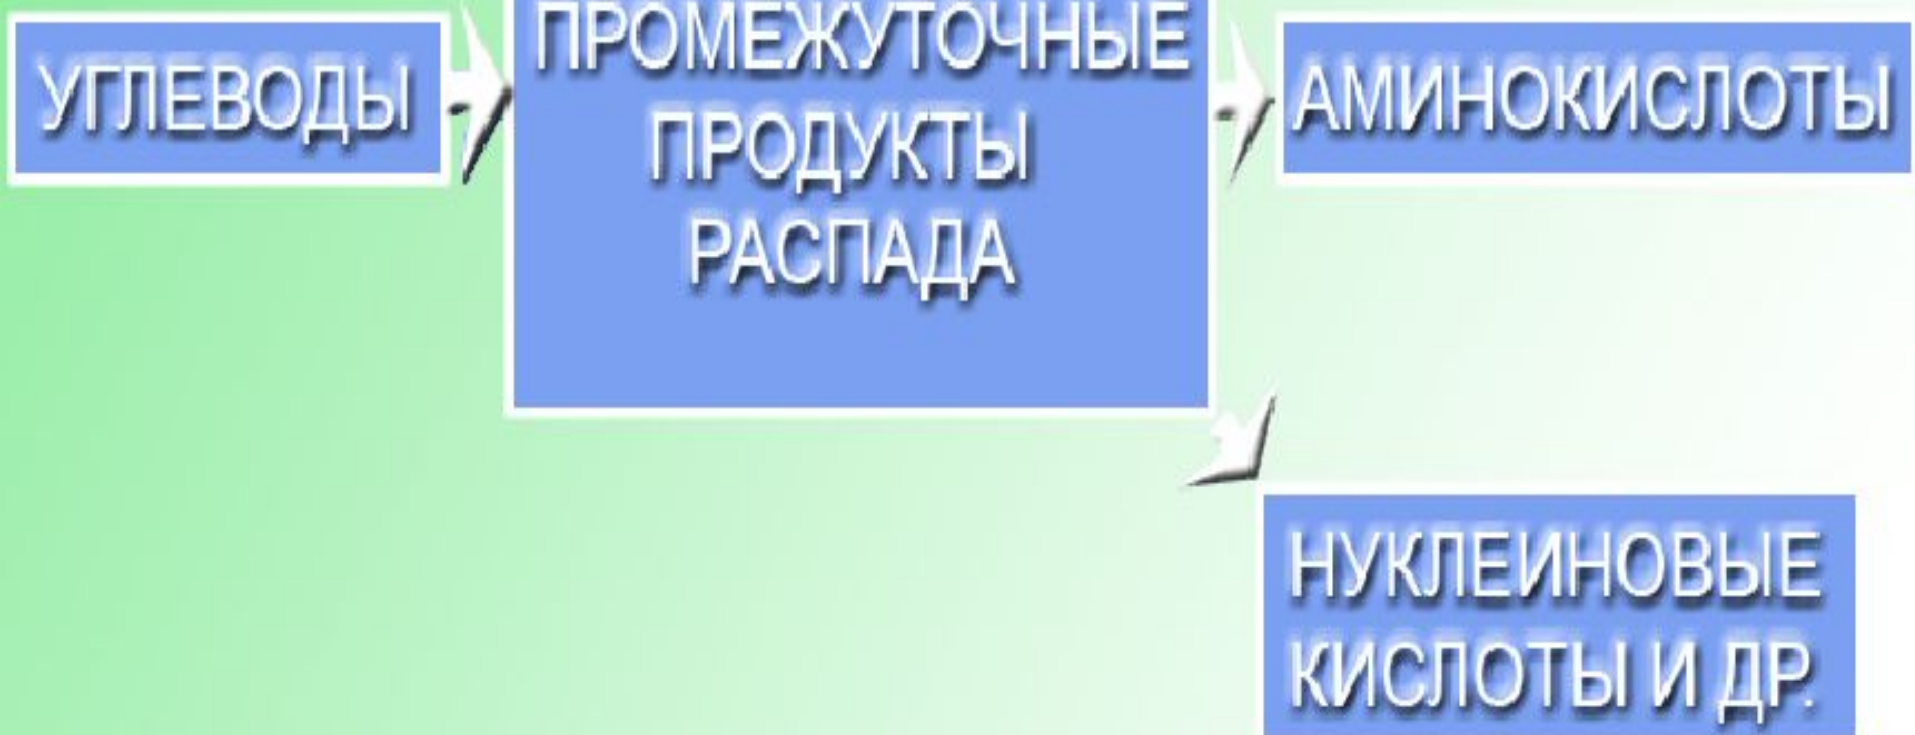 УГЛЕВОДЫ
ПРОМЕЖУТОЧНЫЕ
ПРОДУКТЫ
РАСПАДА
АМИНОКИСЛОТЫ
НУКЛЕИНОВЫЕ
КИСЛОТЫ И ДР.